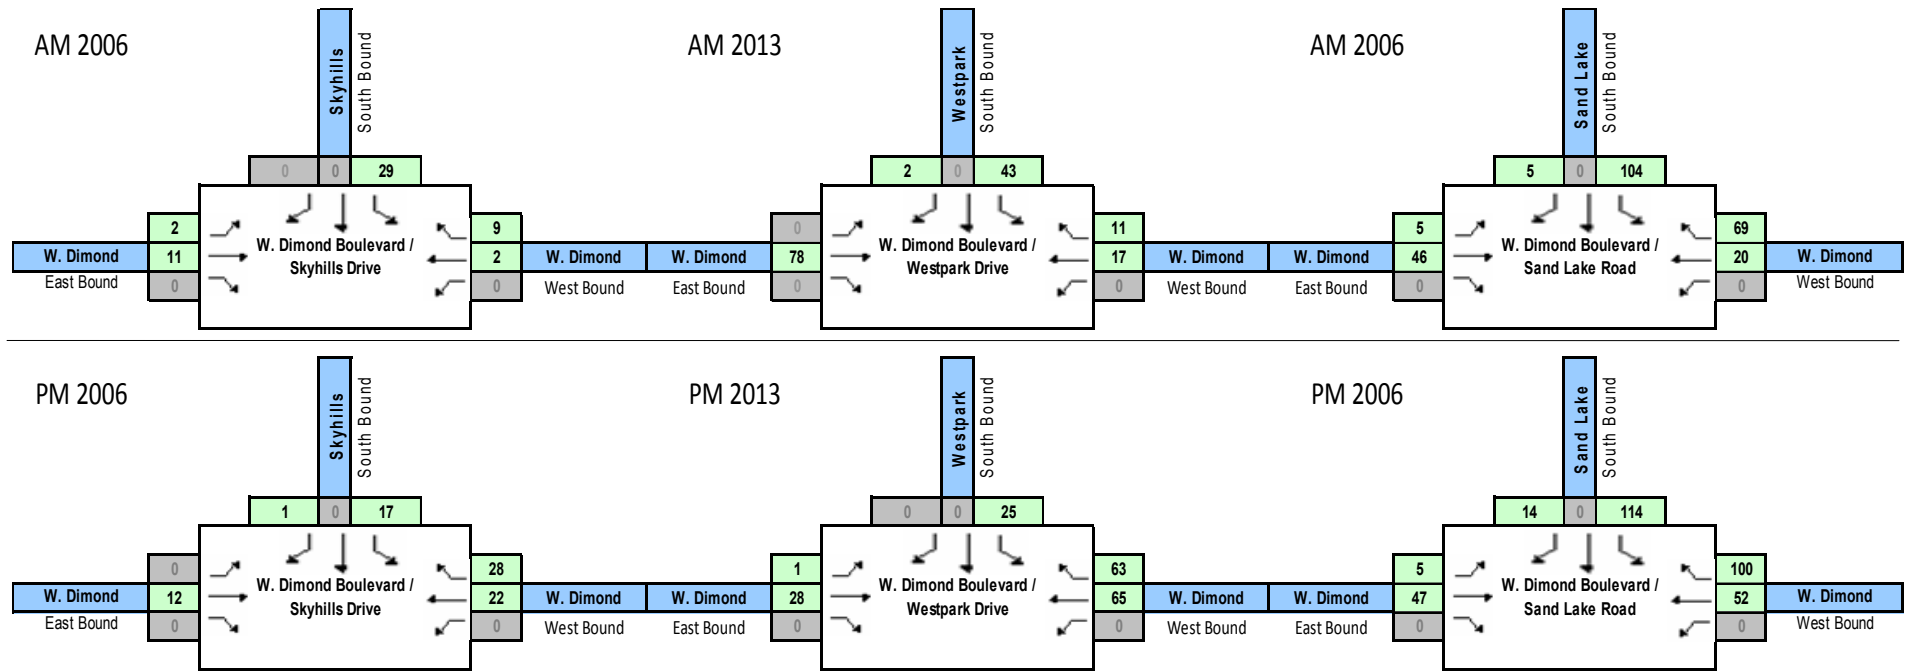 AM 2006
AM 2013
AM 2006
Skyhills
South Bound
Westpark
South Bound
Sand Lake
South Bound
0 0 29
2 0 43
5 0 104
2
9
0
11
5
69
W. Dimond Boulevard /
Skyhills Drive
W. Dimond Boulevard /
Westpark Drive
W. Dimond Boulevard /
Sand Lake Road
W. Dimond 11
2 W. Dimond
W. Dimond 78
17 W. Dimond
W. Dimond 46
20 W. Dimond
East Bound 0
0 West Bound
East Bound 0
0 West Bound
East Bound 0
0 West Bound
PM 2006
PM 2013
PM 2006
Skyhills
South Bound
Westpark
South Bound
Sand Lake
South Bound
1 0 17
0 0 25
14 0 114
0
28
1
63
5
100
W. Dimond Boulevard /
Skyhills Drive
W. Dimond Boulevard /
Westpark Drive
W. Dimond Boulevard /
Sand Lake Road
W. Dimond 12
22 W. Dimond
W. Dimond 28
65 W. Dimond
W. Dimond 47
52 W. Dimond
East Bound 0
0 West Bound
East Bound 0
0 West Bound
East Bound 0
0 West Bound